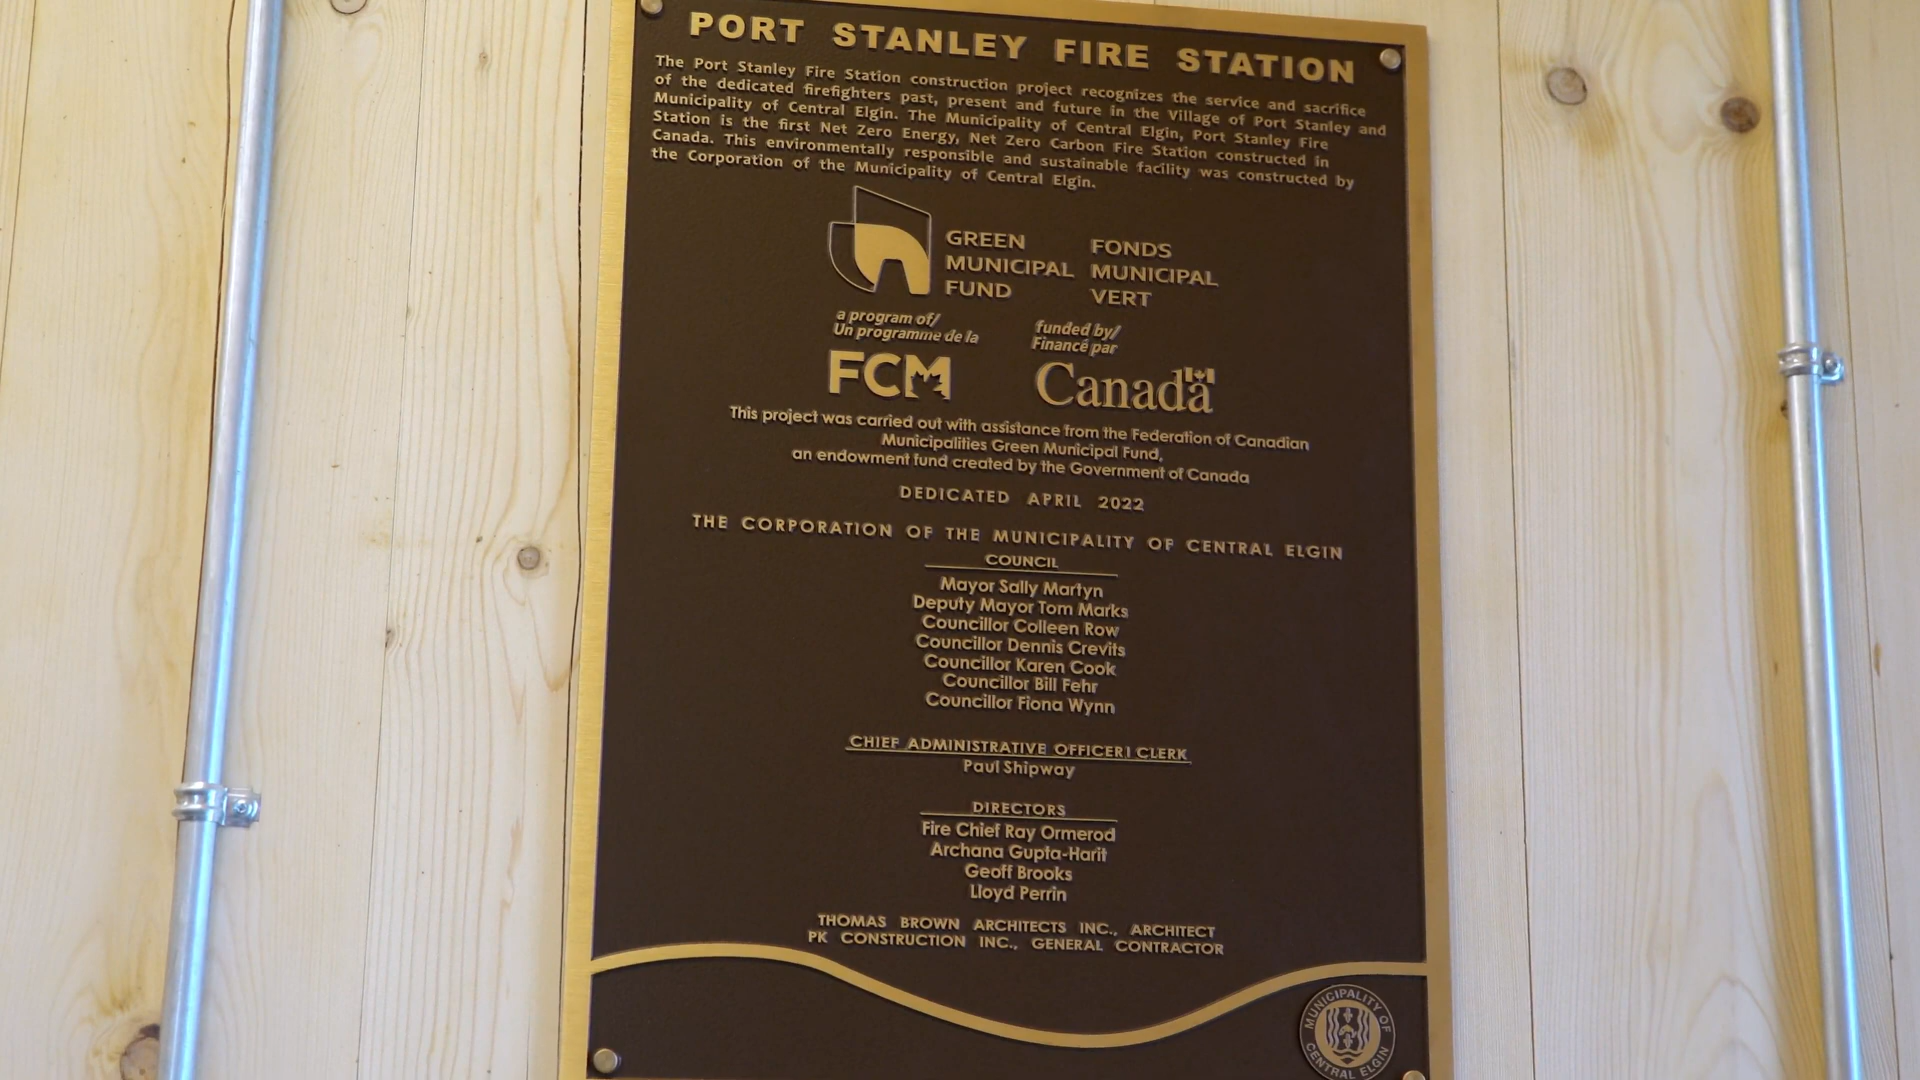 PORT STANLEY FIRE STATION
The Port Stanley Fire Station construction project recognizes the service and sacrifice
of the dedicated firefighters past, present and future in the Village of Port Stanley and
Municipality of Central Elgin. The Municipality of Central Elgin, Port Stanley Fire
Station is the first Net Zero Energy, Net Zero Carbon Fire Station constructed in
Canada. This environmentally responsible and sustainable facility was constructed by
the Corporation of the Municipality of Central Elgin.
GREEN
MUNICIPAL
FUND
FONDS
MUNICIPAL
VERT
a program of/
Un programme de la
FCM
funded by/
Financé par
Canada
This project was carried out with assistance from the Federation of Canadian
Municipalities Green Municipal Fund,
an endowment fund created by the Government of Canada
DEDICATED APRIL 2022
THE CORPORATION OF THE MUNICIPALITY OF CENTRAL ELGIN
COUNCIL
Mayor Sally Martyn
Deputy Mayor Tom Marks
Councillor Colleen Row
Councillor Dennis Crevits
Councillor Karen Cook
Councillor Bill Fehr
Councillor Fiona Wynn
CHIEF ADMINISTRATIVE OFFICER| CLERK
Paul Shipway
DIRECTORS
Fire Chief Ray Ormerod
Archana Gupta-Harit
Geoff Brooks
Lloyd Perrin
THOMAS BROWN ARCHITECTS INC., ARCHITECT
PK CONSTRUCTION INC., GENERAL CONTRACTOR
MUNICIPALITY OF
CENTRAL ELGIN